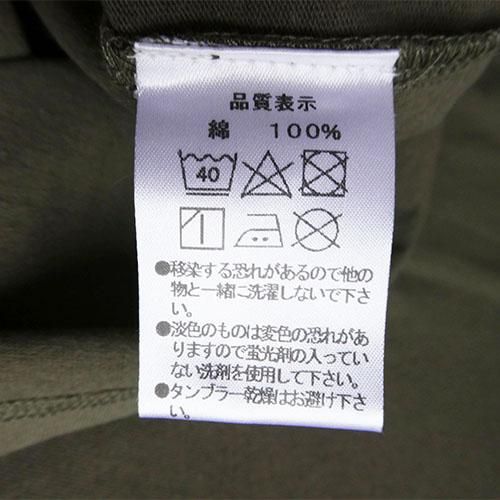 品質表示
綿 100%
40
●移染する恐れがあるので他の
物と一緒に洗濯しないで下さ
い。
●淡色のものは変色の恐れがあ
りますので蛍光剤の入ってい
ない洗剤を使用して下さい。
●タンブラー乾燥はお避け下さ
い。